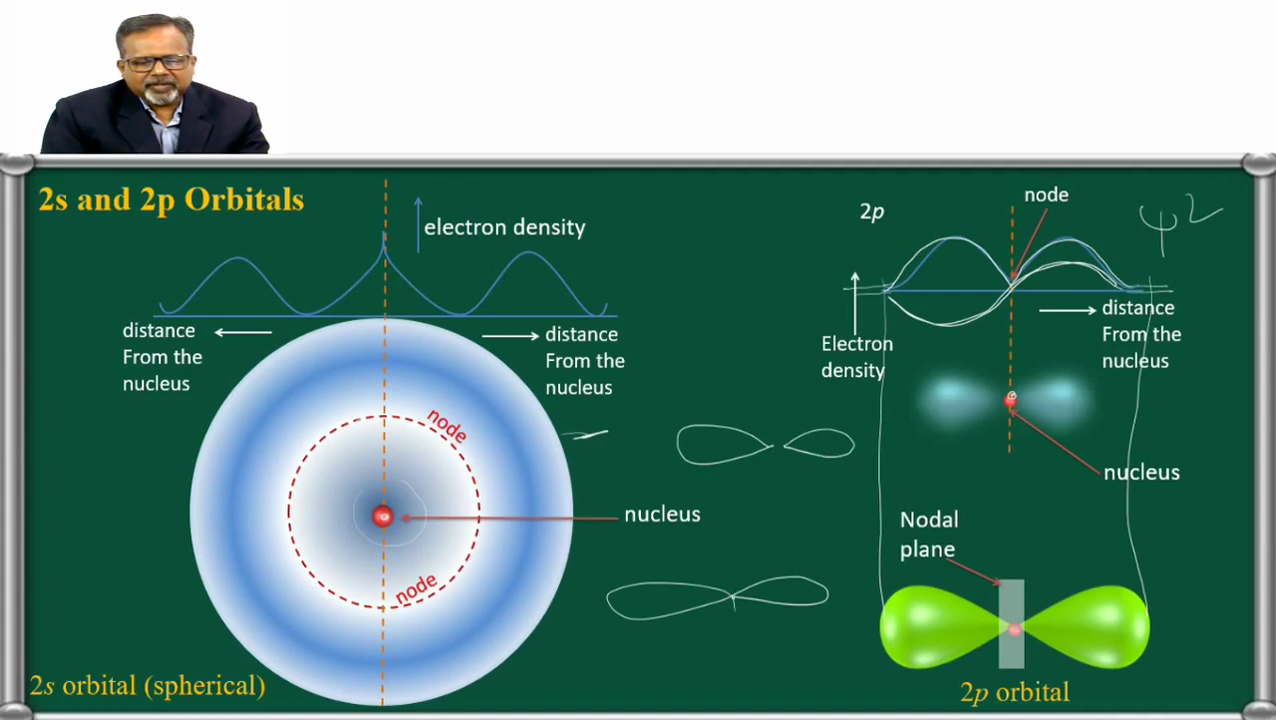 2s and 2p Orbitals
electron density
distance
From the
nucleus
distance
From the
nucleus
node
node
nucleus
2s orbital (spherical)
2p
node
ψ2
Electron
density
distance
From the
nucleus
nucleus
Nodal
plane
2p orbital